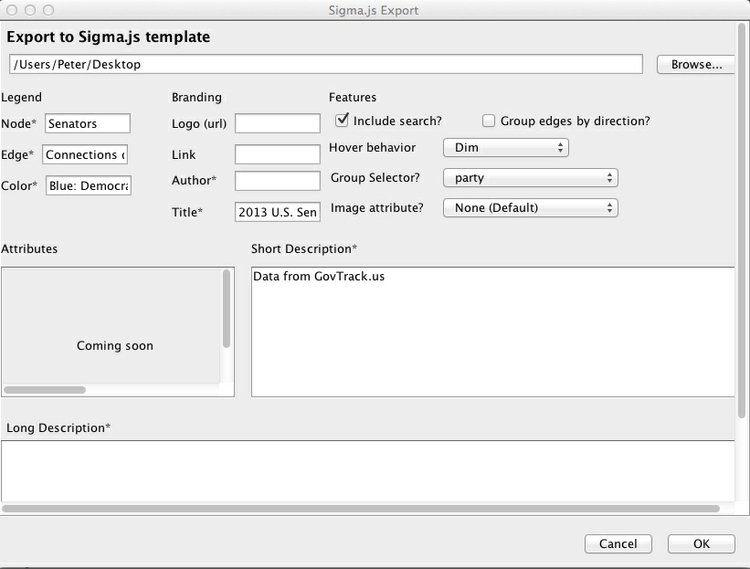 Sigma.js Export
Export to Sigma.js template
/Users/Peter/Desktop
Browse...
Legend
Branding
Features
Node*
Senators
Logo (url)
Include search?
Group edges by direction?
Edge*
Connections
Link
Hover behavior
Dim
Color*
Blue: Democra
Author*
Group Selector?
party
Title*
2013 U.S. Sen
Image attribute?
None (Default)
Attributes
Short Description*
Coming soon
Data from GovTrack.us
Long Description*
Cancel
OK